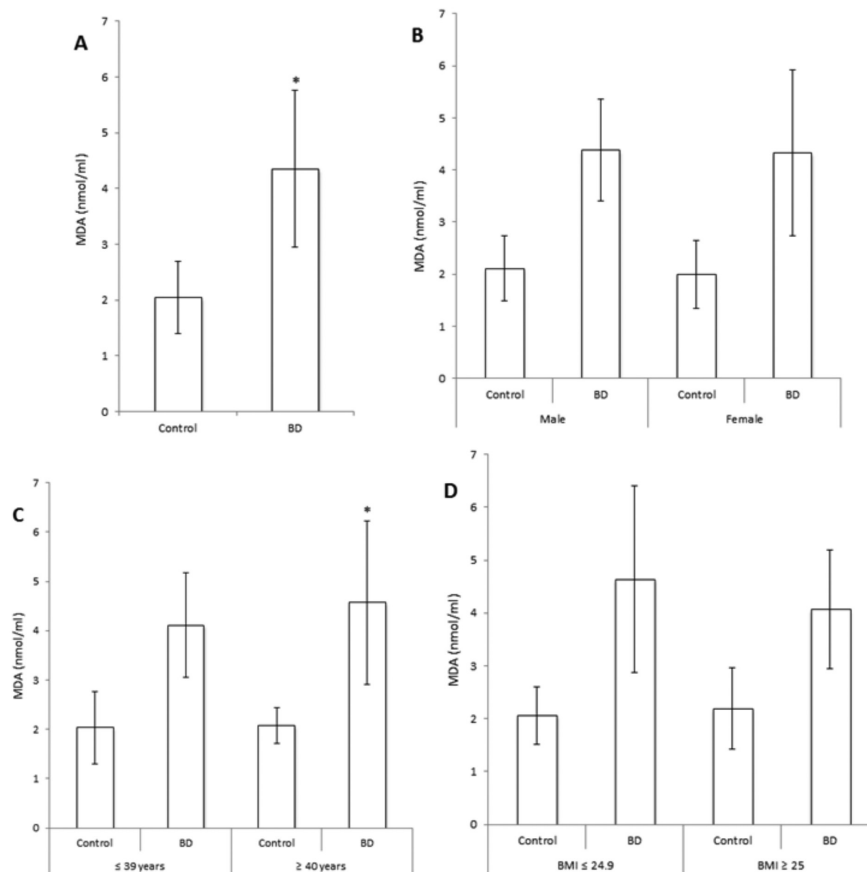 A
*
7
6
5
4
3
2
1
0
MDA (nmol/ml)
Control BD
B
7
6
5
4
3
2
1
0
MDA (nmol/ml)
Control BD Control BD
Male Female
C
*
7
6
5
4
3
2
1
0
MDA (nmol/ml)
Control BD Control BD
≤ 39 years ≥ 40 years
D
7
6
5
4
3
2
1
0
MDA (nmol/ml)
Control BD Control BD
BMI ≤ 24.9 BMI ≥ 25